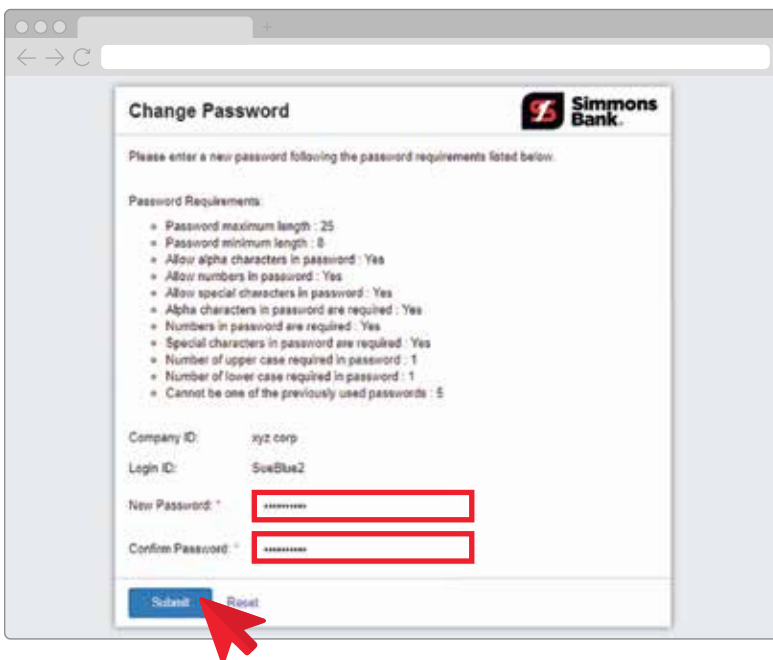 Change Password
Simmons
Bank.
Please enter a new password following the password requirements listed below.
Password Requirements:
Password maximum length : 25
Password minimum length : 8
Allow alpha characters in password : Yes
Allow numbers in password : Yes
Allow special characters in password : Yes
Alpha characters in password are required : Yes
Numbers in password are required : Yes
Special characters in password are required : Yes
Number of upper case required in password : 1
Number of lower case required in password : 1
Cannot be one of the previously used passwords : 5
Company ID: xyz corp
Login ID: SueBlue2
New Password: * ••••••••••
Confirm Password: * ••••••••••
Submit Reset